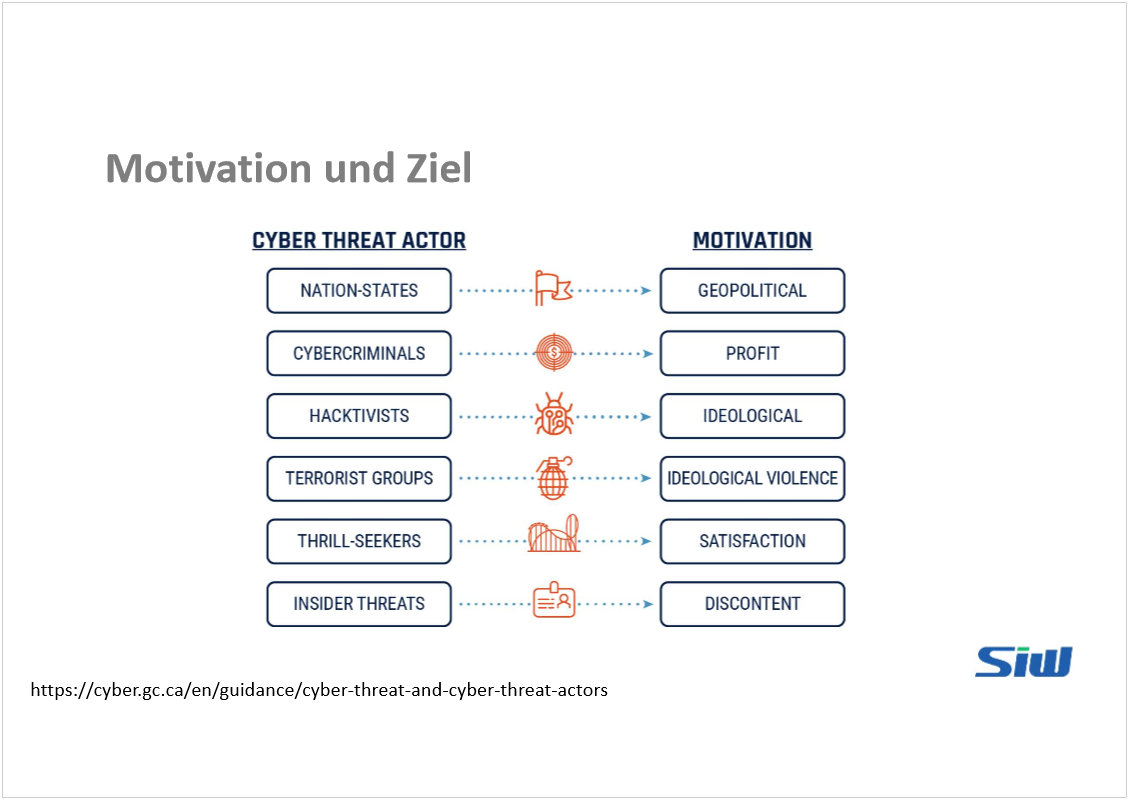 Motivation und Ziel
CYBER THREAT ACTOR
MOTIVATION
NATION-STATES
GEOPOLITICAL
CYBERCRIMINALS
$
PROFIT
HACKTIVISTS
IDEOLOGICAL
TERRORIST GROUPS
IDEOLOGICAL VIOLENCE
THRILL-SEEKERS
SATISFACTION
INSIDER THREATS
DISCONTENT
SiW
https://cyber.gc.ca/en/guidance/cyber-threat-and-cyber-threat-actors